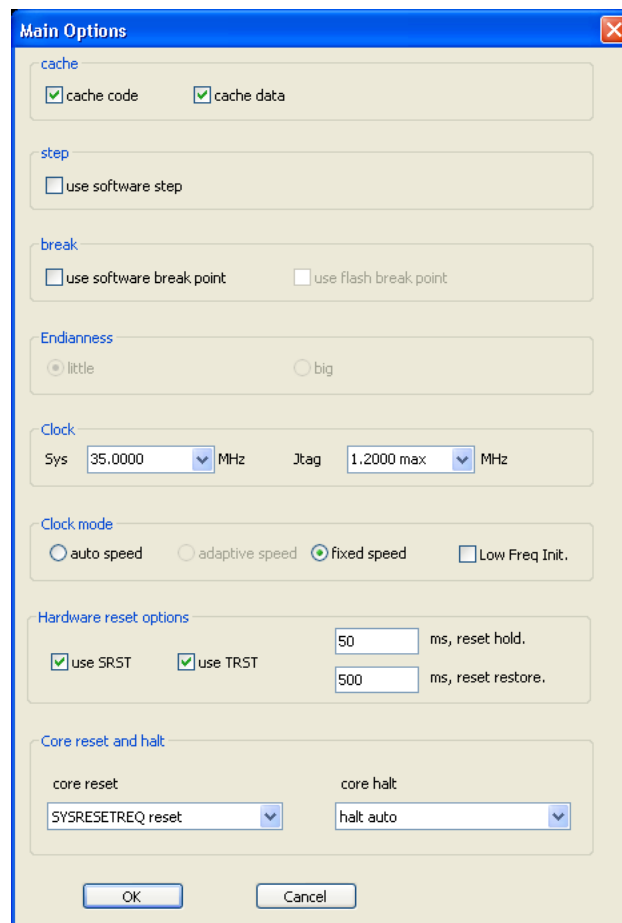 Main Options
cache
cache code cache data
step
use software step
break
use software break point use flash break point
Endianness
little big
Clock
Sys 35.0000 MHz Jtag 1.2000 max MHz
Clock mode
auto speed adaptive speed fixed speed Low Freq Init.
Hardware reset options
use SRST use TRST 50 ms, reset hold.
500 ms, reset restore.
Core reset and halt
core reset core halt
SYSRESETREQ reset halt auto
OK Cancel